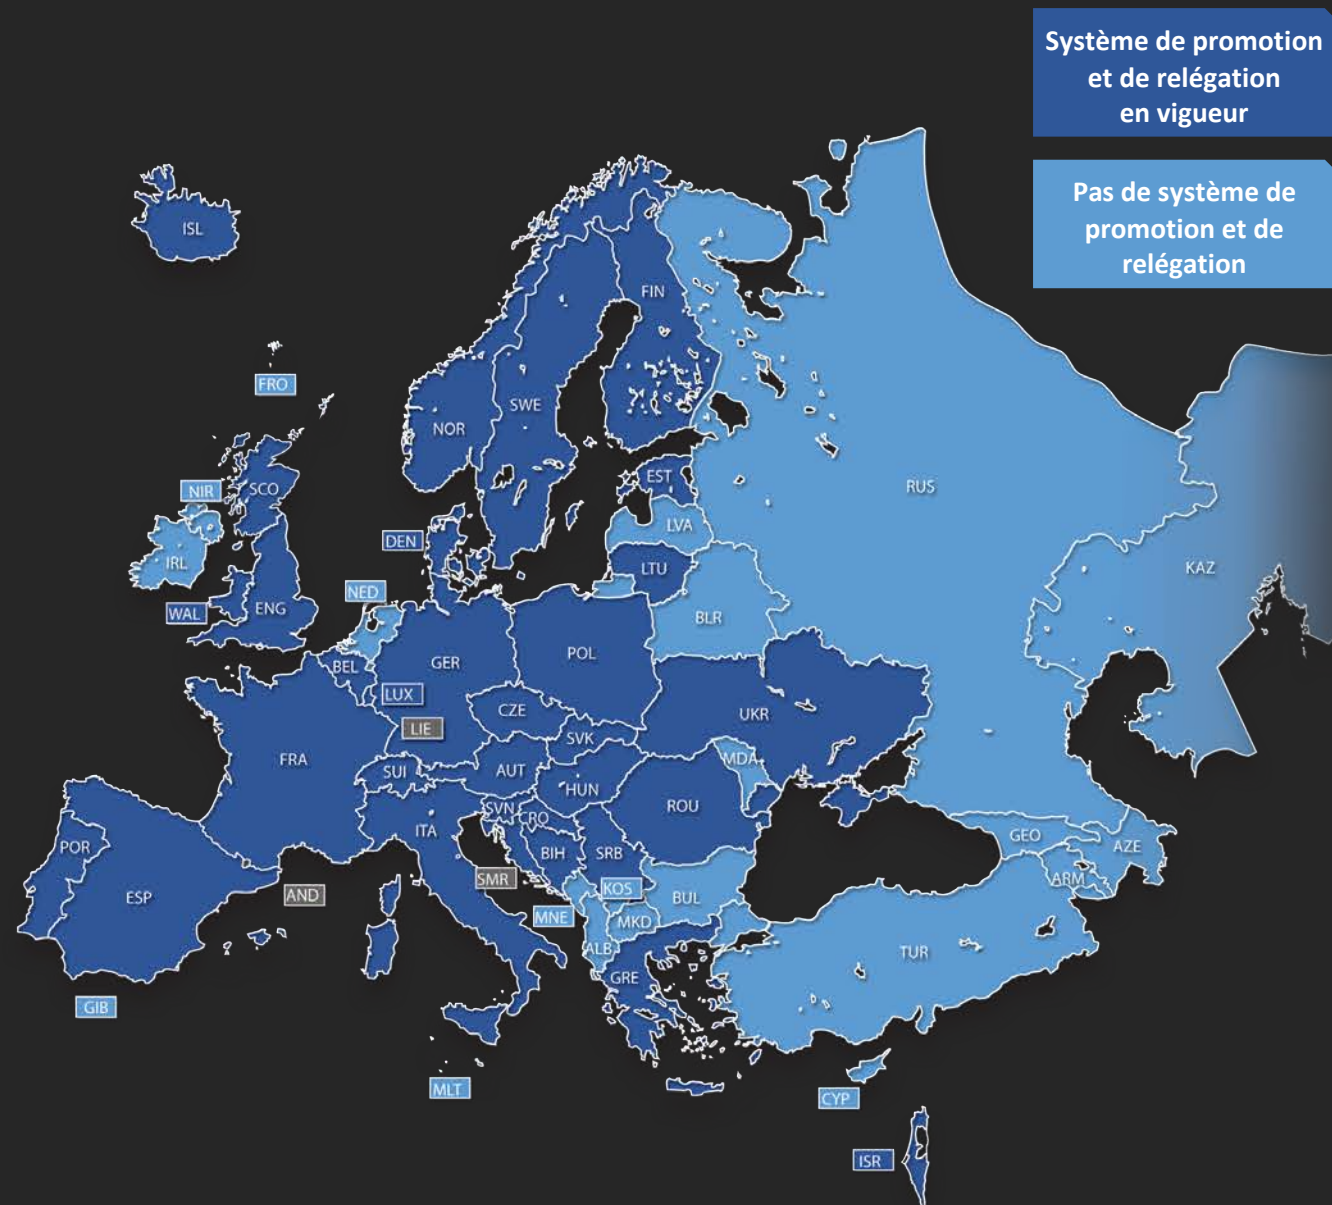 Système de promotion
et de relégation
en vigueur
Pas de système de
promotion et de
relégation
ISL
FIN
FRO
SWE
NOR
EST
SCO
NIR
RUS
LVA
DEN
IRL
LTU
KAZ
NED
WAL
ENG
BLR
POL
GER
BEL
LUX
CZE
UKR
LIE
SVK
FRA
MDA
SUI
AUT
HUN
ROU
SVN
CRO
ITA
GEO
POR
BIH
SRB
AZE
SMR
ARM
KOS
AND
ESP
BUL
MNE
MKD
ALB
TUR
GRE
GIB
MLT
CYP
ISR